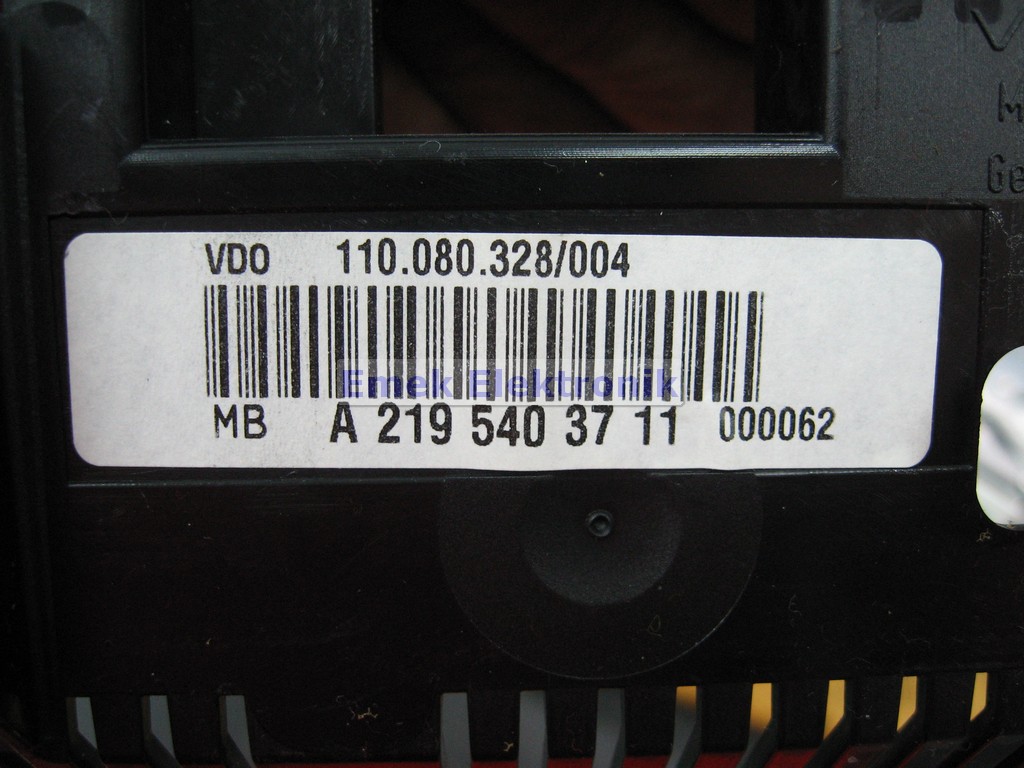 VDO 110.080.328/004
Emek Elektronik
MB A 219 540 37 11 000062